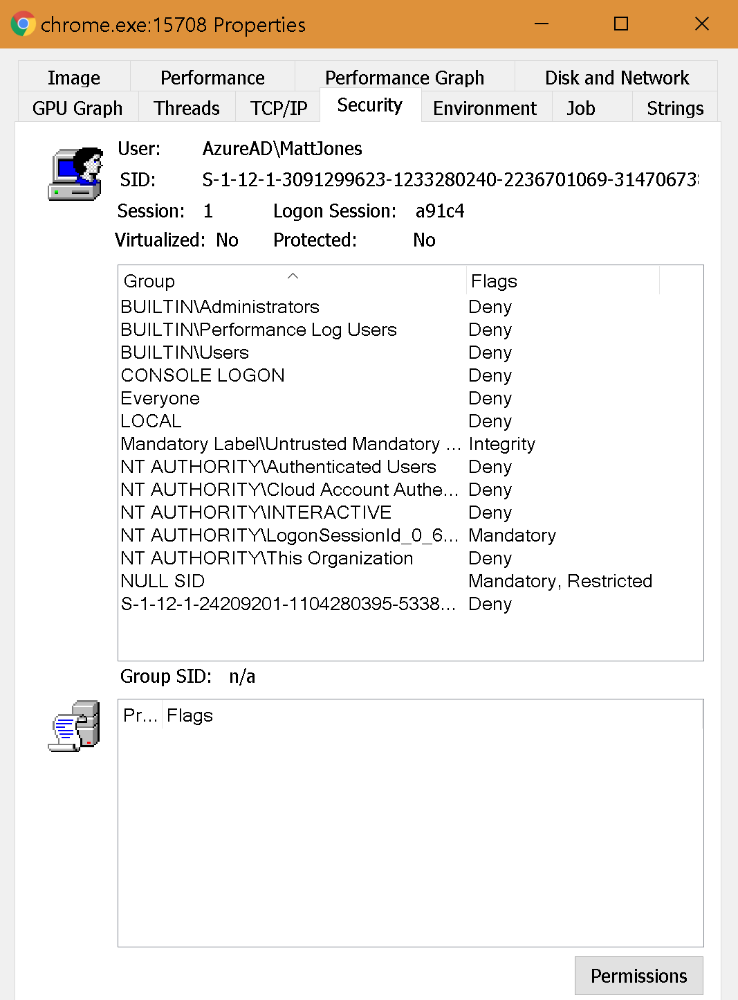 chrome.exe:15708 Properties
Image Performance Performance Graph Disk and Network
GPU Graph Threads TCP/IP Security Environment Job Strings
User: AzureAD\MattJones
SID: S-1-12-1-3091299623-1233280240-2236701069-31470673
Session: 1 Logon Session: a91c4
Virtualized: No Protected: No
Group Flags
BUILTIN\Administrators Deny
BUILTIN\Performance Log Users Deny
BUILTIN\Users Deny
CONSOLE LOGON Deny
Everyone Deny
LOCAL Deny
Mandatory Label\Untrusted Mandatory ... Integrity
NT AUTHORITY\Authenticated Users Deny
NT AUTHORITY\Cloud Account Authe... Deny
NT AUTHORITY\INTERACTIVE Deny
NT AUTHORITY\LogonSessionId_0_6... Mandatory
NT AUTHORITY\This Organization Deny
NULL SID Mandatory, Restricted
S-1-12-1-24209201-1104280395-5338... Deny
Group SID: n/a
Pr... Flags
Permissions